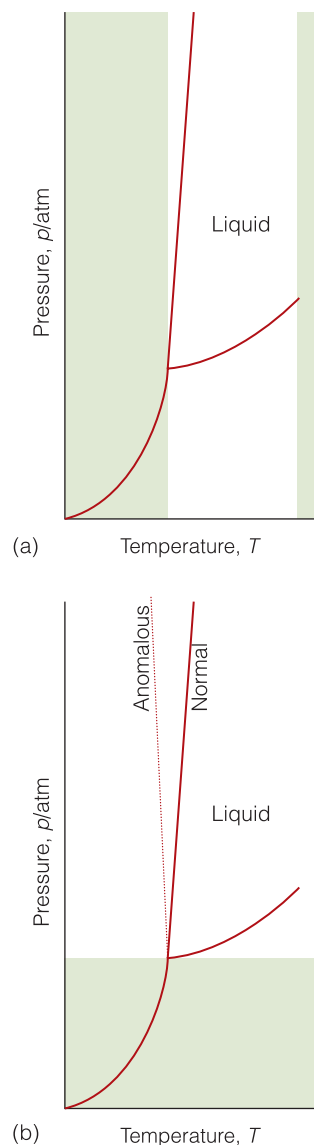 Pressure, p/atm
Liquid
(a)
Temperature, T
Anomalous
Normal
Pressure, p/atm
Liquid
(b)
Temperature, T